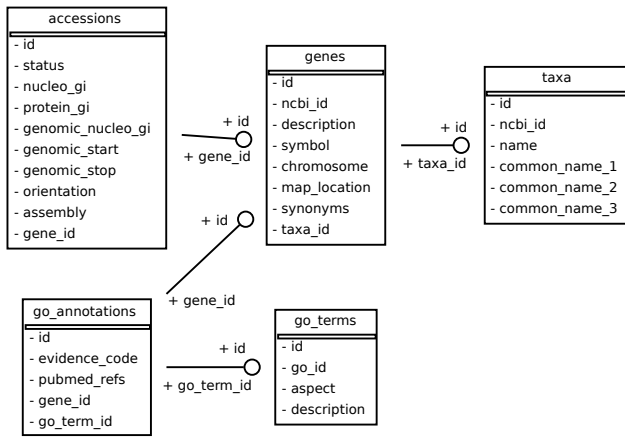 accessions
- id
- status
- nucleo_gi
- protein_gi
- genomic_nucleo_gi
- genomic_start
- genomic_stop
- orientation
- assembly
- gene_id
+ id
+ gene_id
genes
- id
- ncbi_id
- description
- symbol
- chromosome
- map_location
- synonyms
- taxa_id
+ id
+ taxa_id
taxa
- id
- ncbi_id
- name
- common_name_1
- common_name_2
- common_name_3
+ id
+ gene_id
go_annotations
- id
- evidence_code
- pubmed_refs
- gene_id
- go_term_id
+ id
+ go_term_id
go_terms
- id
- go_id
- aspect
- description